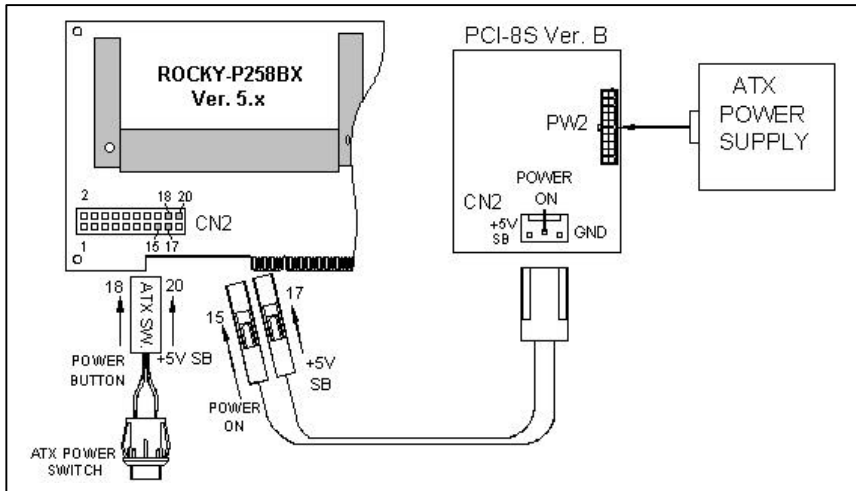 ROCKY-P258BX
Ver. 5.x
2
18 20
CN2
1
15 17
18
ATX SW.
20
POWER
BUTTON
+5V SB
ATX POWER
SWITCH
15
17
+5V
SB
POWER
ON
PCI-8S Ver. B
PW2
POWER
ON
CN2
+5V
SB
GND
ATX
POWER
SUPPLY